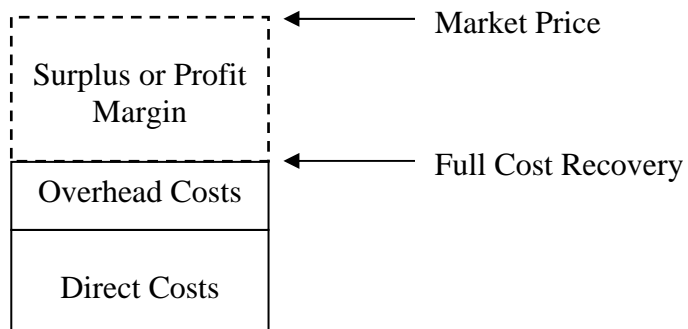 Market Price
Surplus or Profit
Margin
Full Cost Recovery
Overhead Costs
Direct Costs